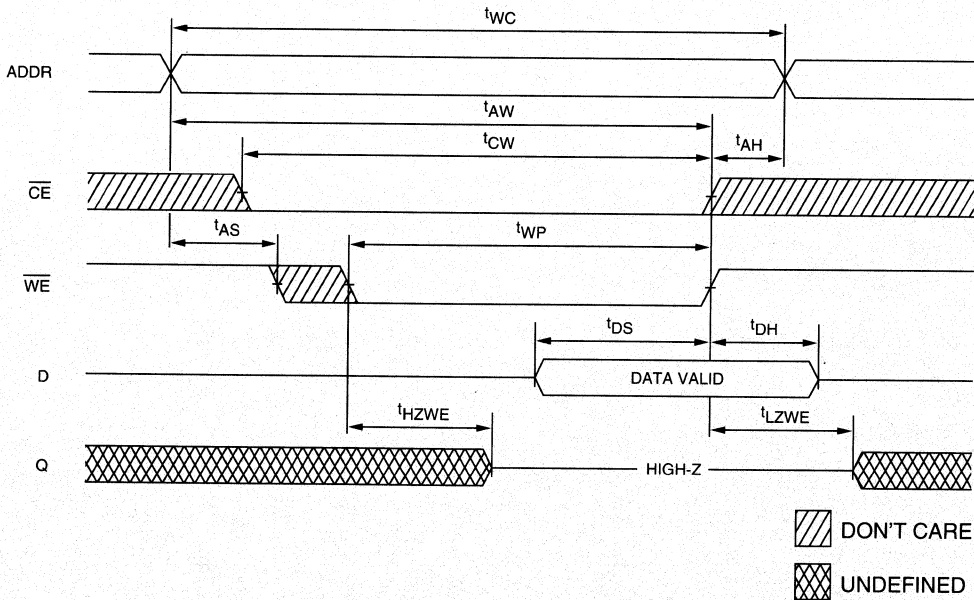 tWC
ADDR
tAW
tCW
tAH
CE
tAS
tWP
WE
tDS
tDH
D
DATA VALID
tHZWE
tLZWE
Q
HIGH-Z
DON'T CARE
UNDEFINED